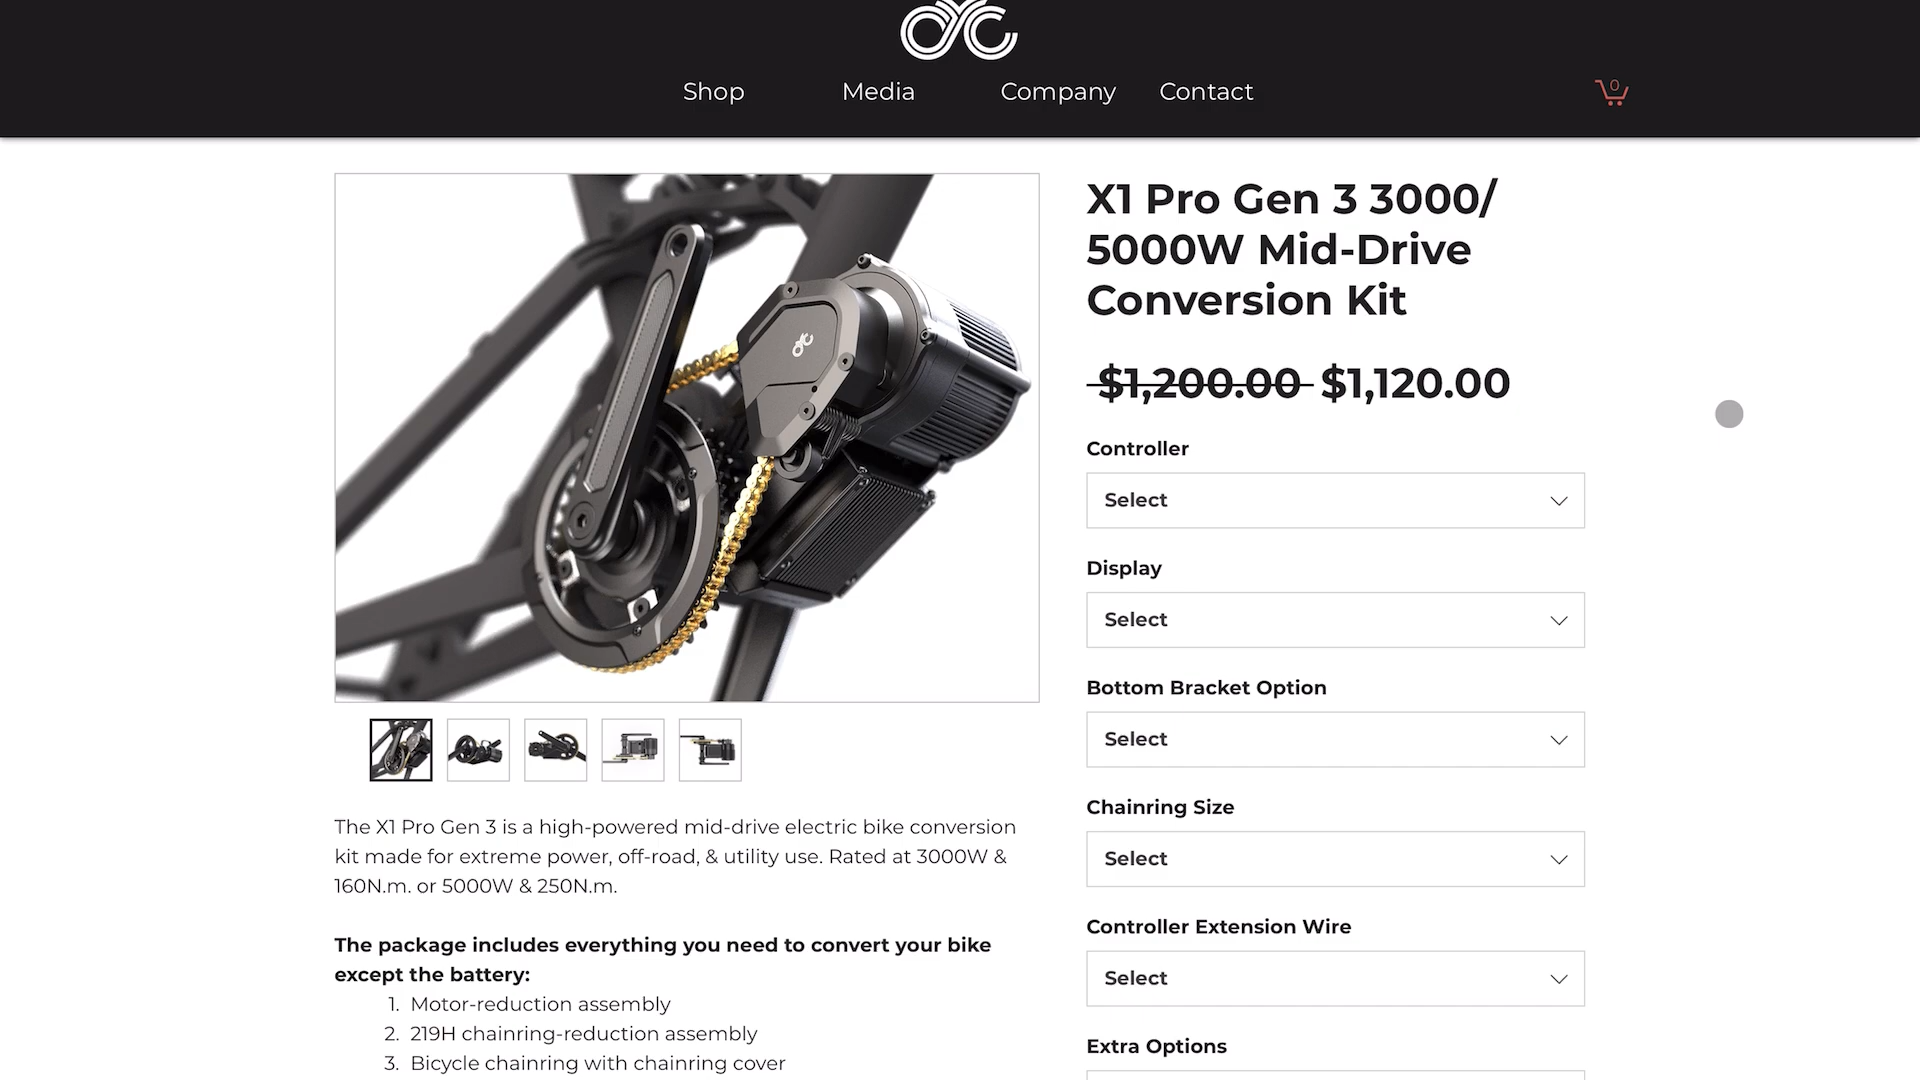 Shop
Media
Company
Contact
0
X1 Pro Gen 3 3000/
5000W Mid-Drive
Conversion Kit
$1,200.00 $1,120.00
Controller
Select
Display
Select
Bottom Bracket Option
Select
Chainring Size
Select
Controller Extension Wire
Select
Extra Options
The X1 Pro Gen 3 is a high-powered mid-drive electric bike conversion
kit made for extreme power, off-road, & utility use. Rated at 3000W &
160N.m. or 5000W & 250N.m.
The package includes everything you need to convert your bike
except the battery:
1. Motor-reduction assembly
2. 219H chainring-reduction assembly
3. Bicycle chainring with chainring cover